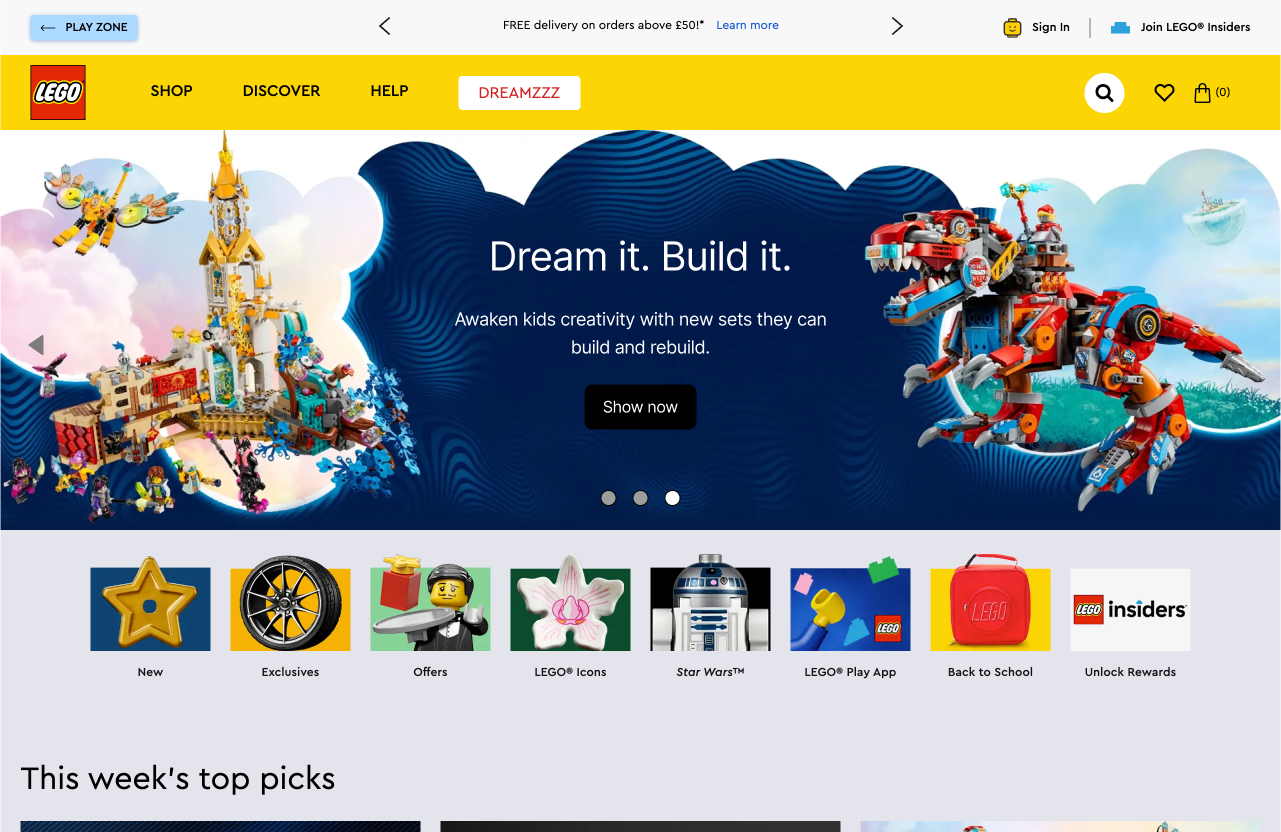 PLAY ZONE
FREE delivery on orders above £50!* Learn more
Sign In
Join LEGO® Insiders
LEGO
SHOP
DISCOVER
HELP
DREAMZZZ
(0)
Dream it. Build it.
Awaken kids creativity with new sets they can
build and rebuild.
Show now
LEGO
LEGO
LEGO insiders
New
Exclusives
Offers
LEGO® Icons
Star Wars™
LEGO® Play App
Back to School
Unlock Rewards
This week's top picks